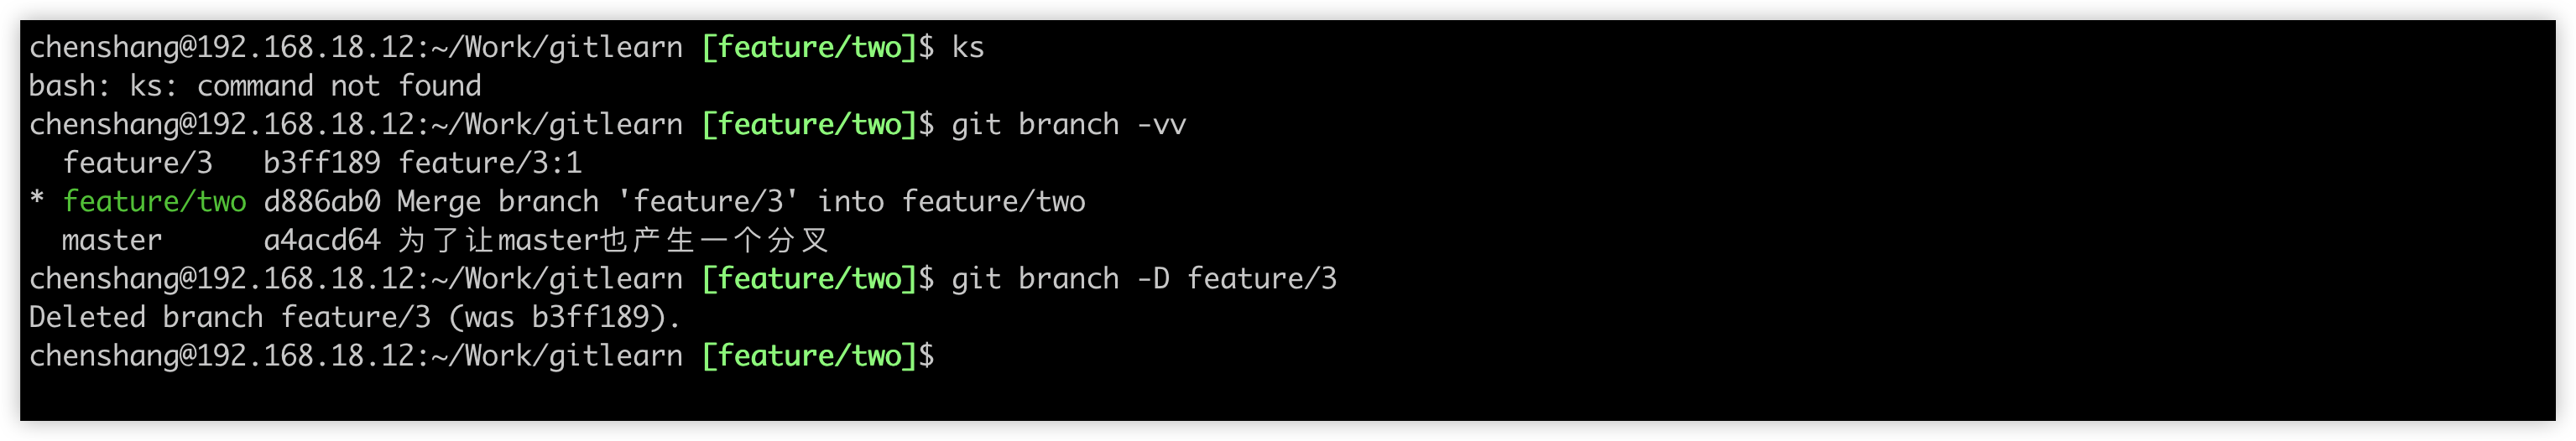 chenshang@192.168.18.12:~/Work/gitlearn [feature/two]$ ks
bash: ks: command not found
chenshang@192.168.18.12:~/Work/gitlearn [feature/two]$ git branch -vv
  feature/3   b3ff189 feature/3:1
* feature/two d886ab0 Merge branch 'feature/3' into feature/two
  master      a4acd64 为了让master也产生一个分叉
chenshang@192.168.18.12:~/Work/gitlearn [feature/two]$ git branch -D feature/3
Deleted branch feature/3 (was b3ff189).
chenshang@192.168.18.12:~/Work/gitlearn [feature/two]$